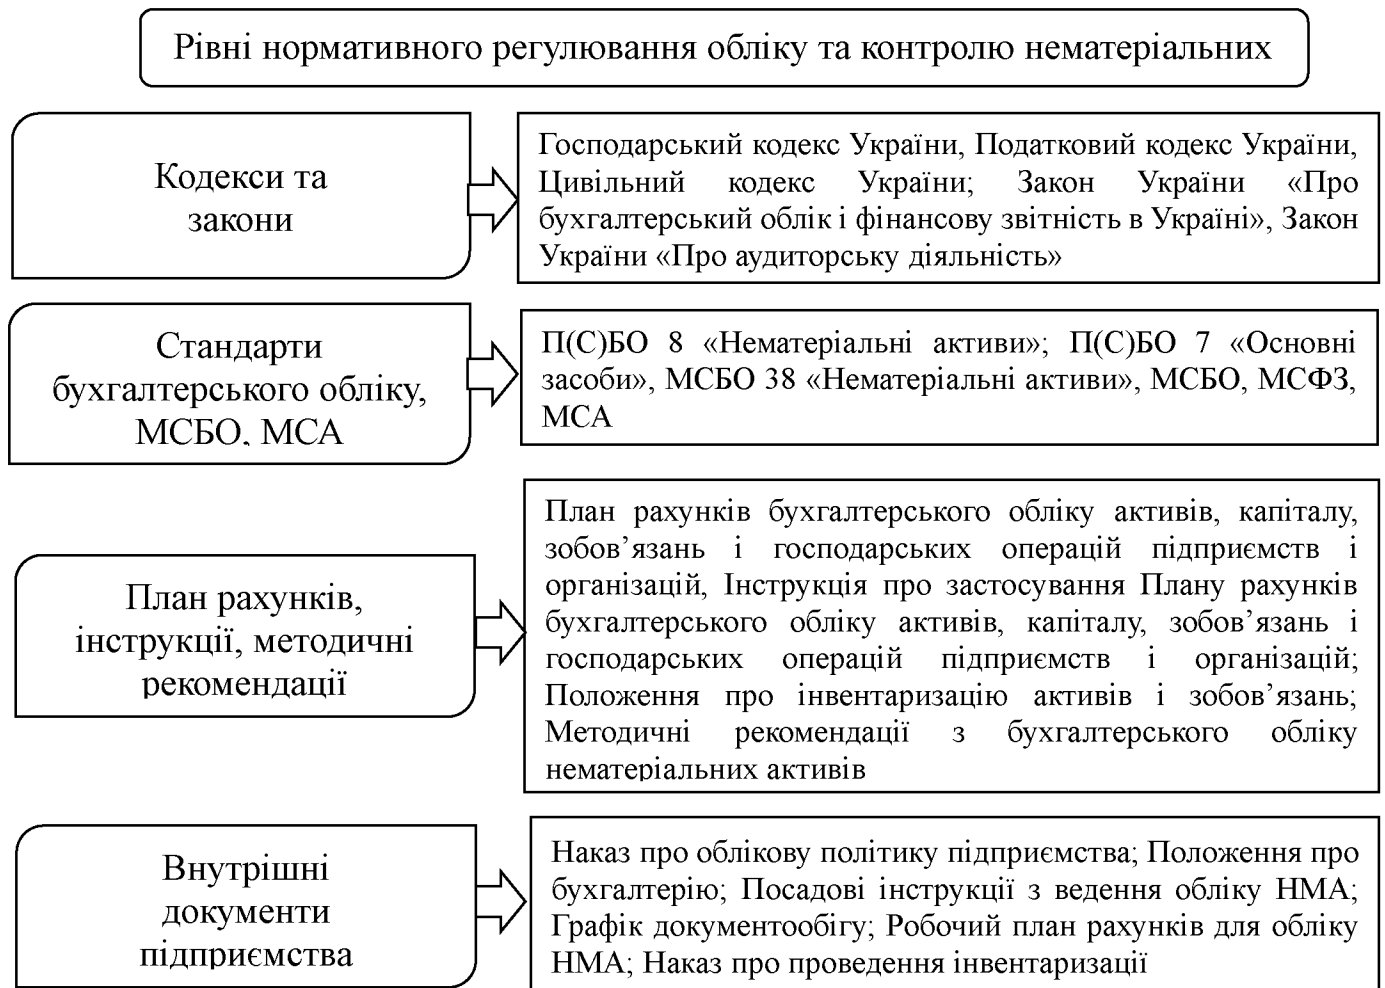 Рівні нормативного регулювання обліку та контролю нематеріальних
Кодекси та
закони
Господарський кодекс України, Податковий кодекс України,
Цивільний кодекс України; Закон України «Про
бухгалтерський облік і фінансову звітність в Україні», Закон
України «Про аудиторську діяльність»
Стандарти
бухгалтерського обліку,
МСБО, МСА
П(С)БО 8 «Нематеріальні активи»; П(С)БО 7 «Основні
засоби», МСБО 38 «Нематеріальні активи», МСБО, МСФЗ,
МСА
План рахунків,
інструкції, методичні
рекомендації
План рахунків бухгалтерського обліку активів, капіталу,
зобов’язань і господарських операцій підприємств і
організацій, Інструкція про застосування Плану рахунків
бухгалтерського обліку активів, капіталу, зобов’язань і
господарських операцій підприємств і організацій;
Положення про інвентаризацію активів і зобов’язань;
Методичні рекомендації з бухгалтерського обліку
нематеріальних активів
Внутрішні
документи
підприємства
Наказ про облікову політику підприємства; Положення про
бухгалтерію; Посадові інструкції з ведення обліку НМА;
Графік документообігу; Робочий план рахунків для обліку
НМА; Наказ про проведення інвентаризації